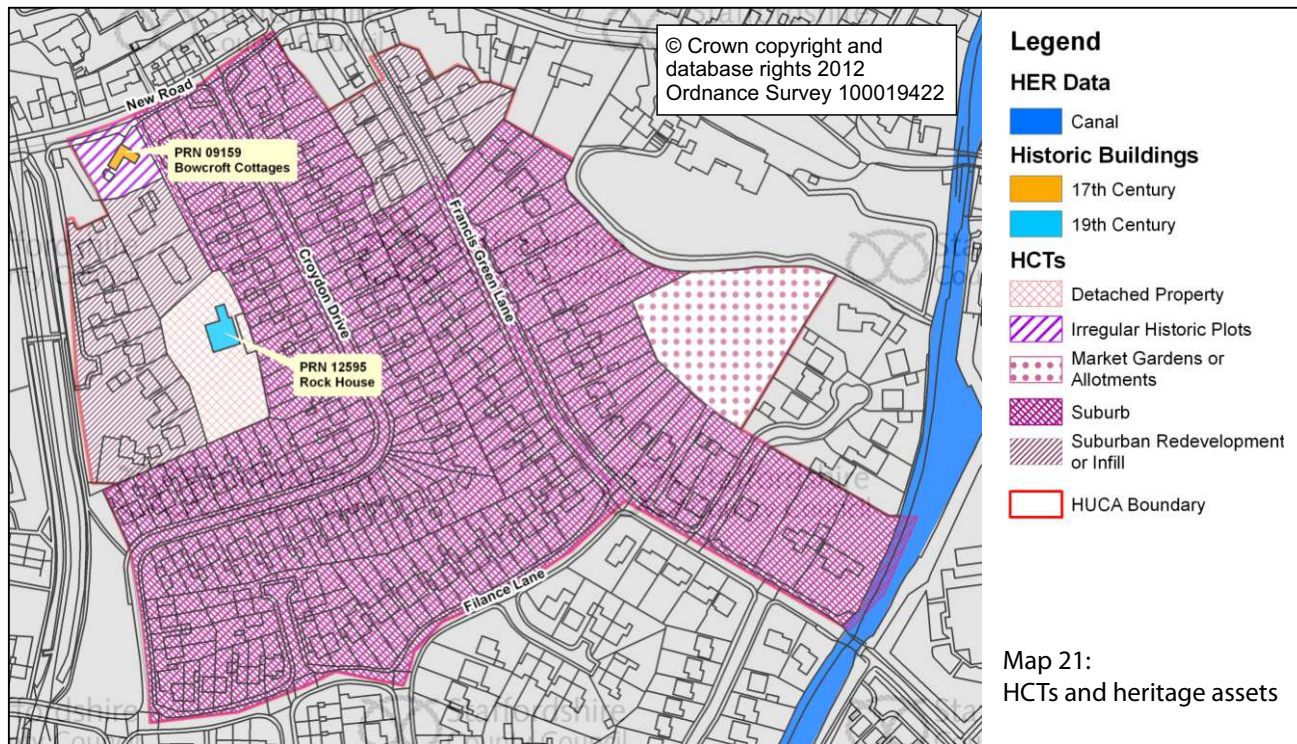 © Crown copyright and
database rights 2012
Ordnance Survey 100019422
New Road
PRN 09159
Bowcroft Cottages
Croydon Drive
Francis Green Lane
PRN 12595
Rock House
Filance Lane
Staffordshire
County Council
Legend
HER Data
Canal
Historic Buildings
17th Century
19th Century
HCTs
Detached Property
Irregular Historic Plots
Market Gardens or
Allotments
Suburb
Suburban Redevelopment
or Infill
HUCA Boundary
Map 21:
HCTs and heritage assets